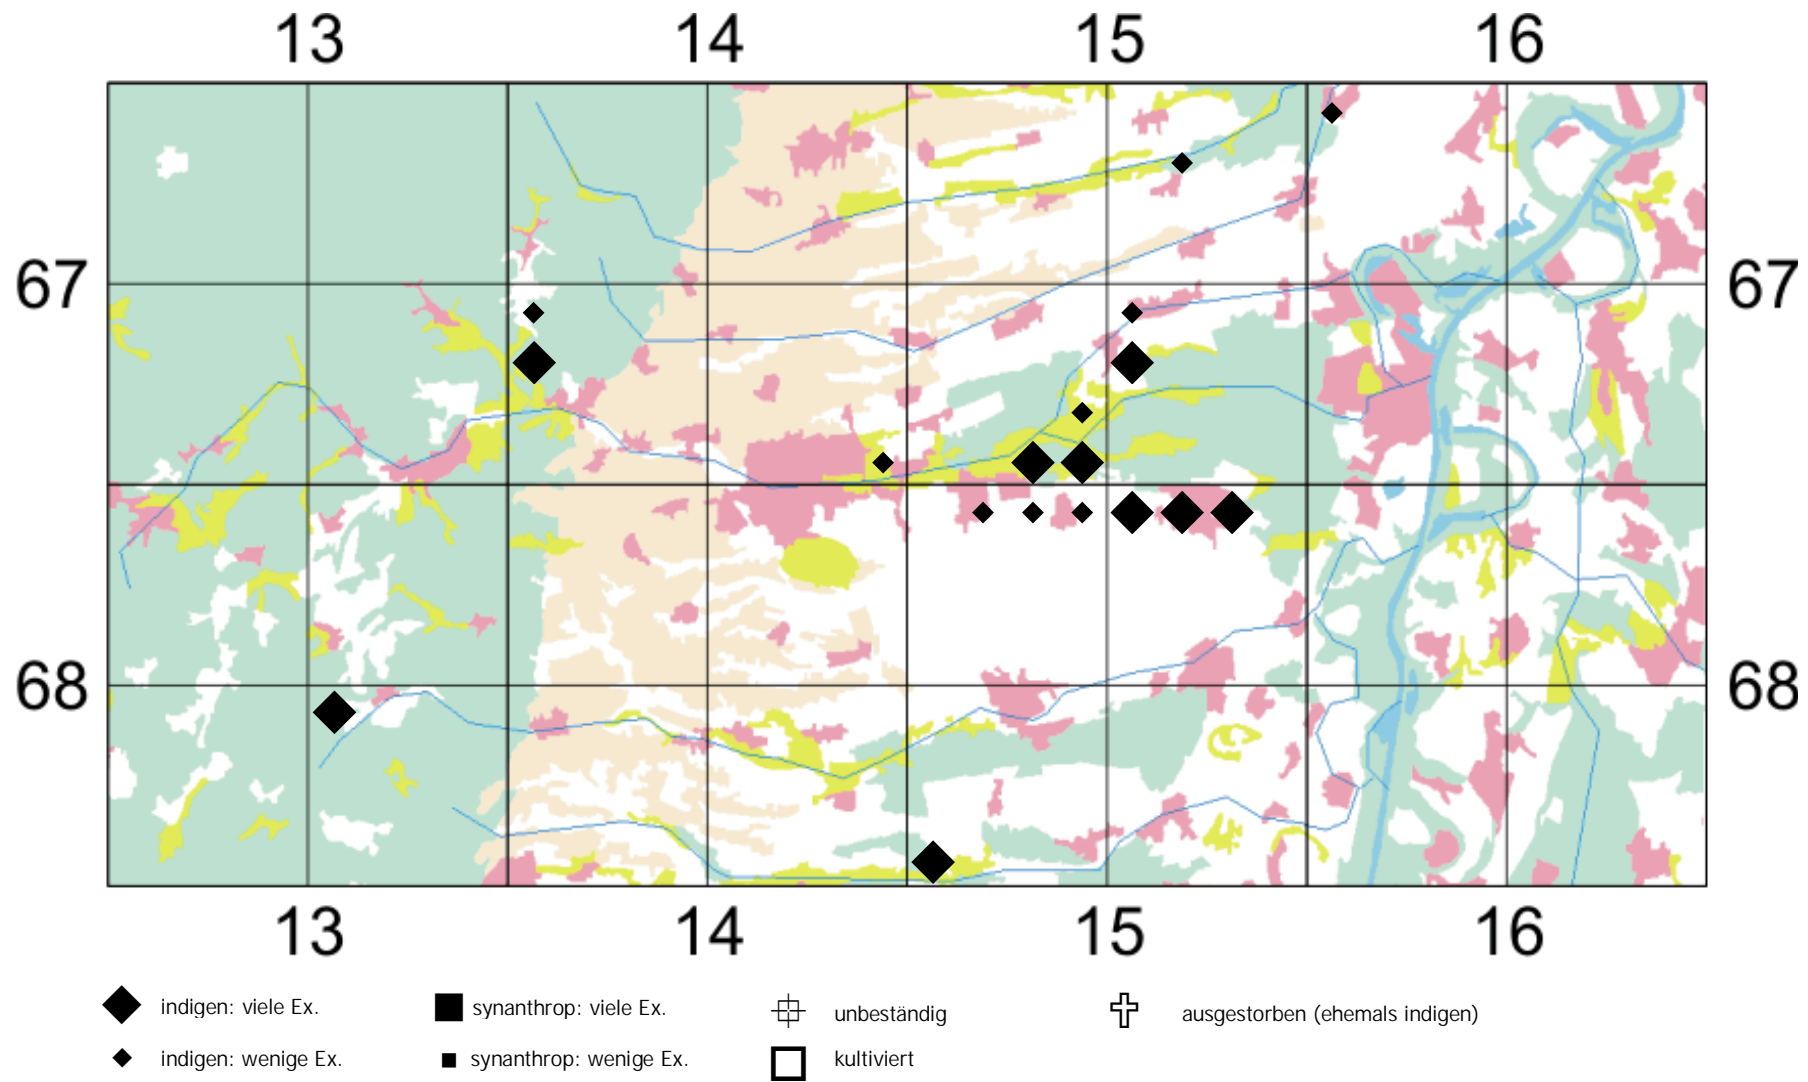 13 14 15 16
67 67
68 68
13 14 15 16
indigen: viele Ex. synanthrop: viele Ex. unbeständig ausgestorben (ehemals indigen)
indigen: wenige Ex. synanthrop: wenige Ex. kultiviert